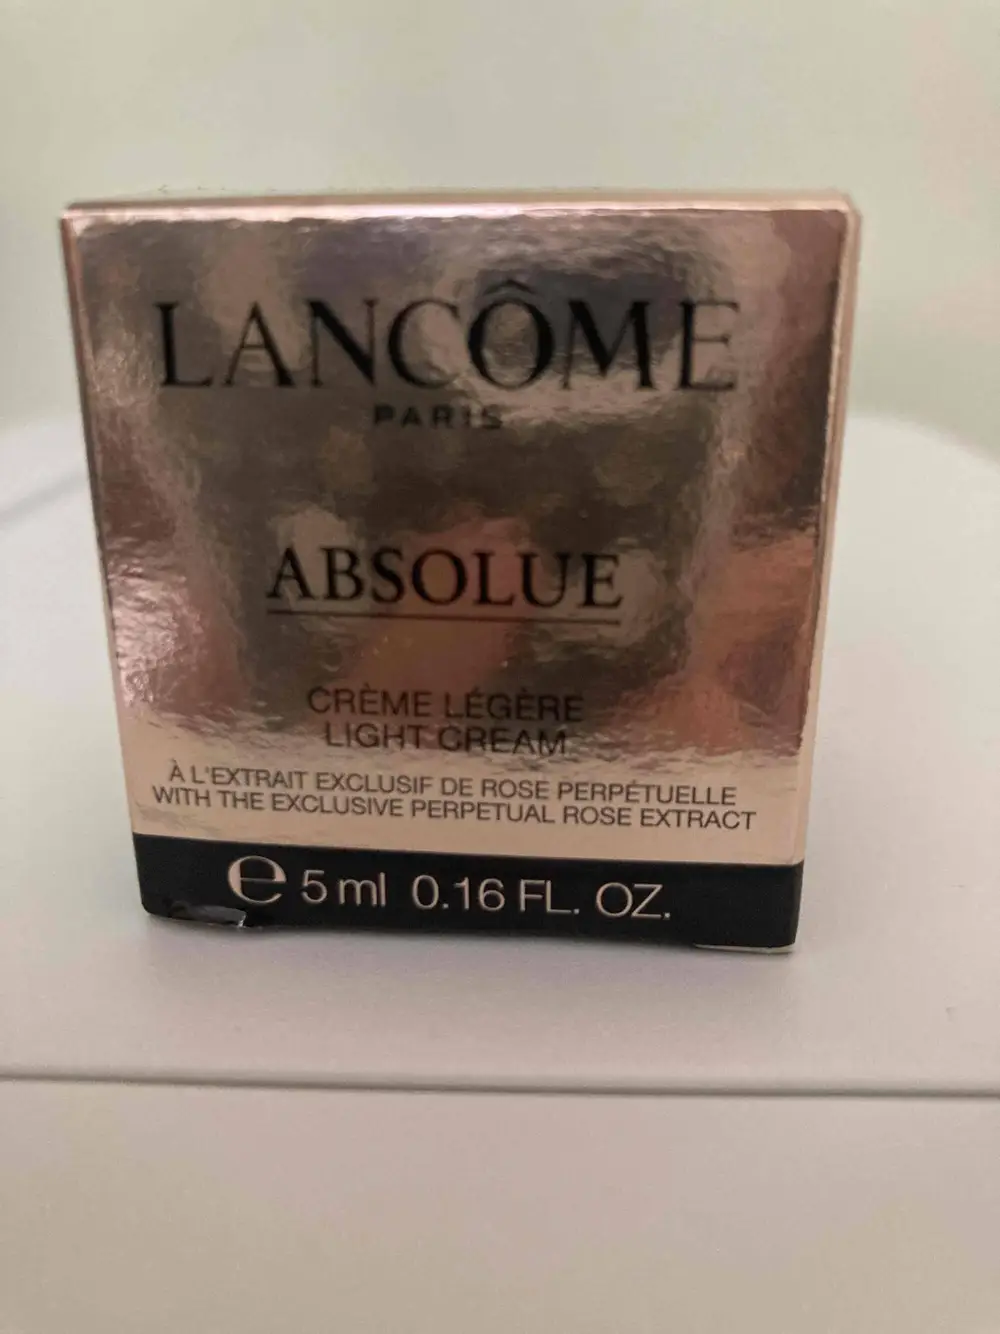 LANCÔME
PARIS
ABSOLUE
CRÈME LÉGÈRE
LIGHT CREAM
À L'EXTRAIT EXCLUSIF DE ROSE PERPÉTUELLE
WITH THE EXCLUSIVE PERPETUAL ROSE EXTRACT
℮ 5 ml 0.16 FL. OZ.